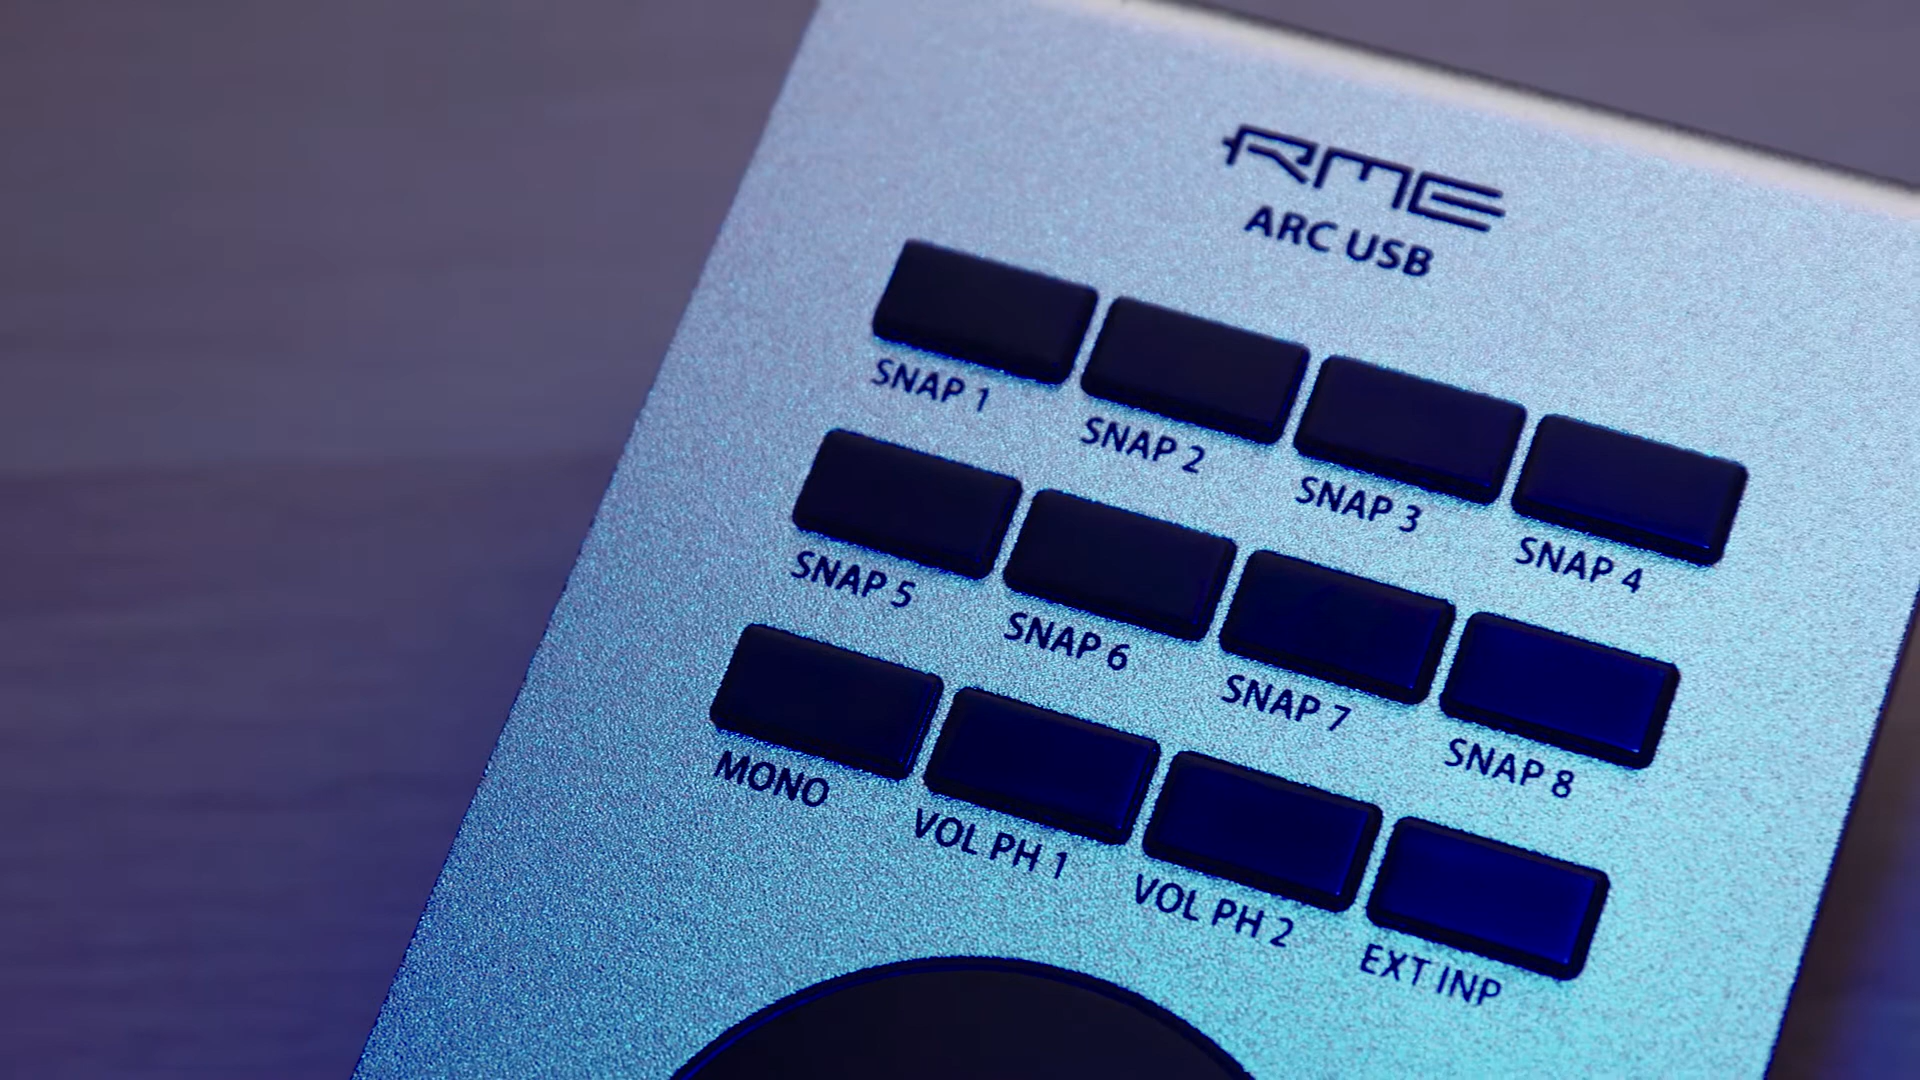 RME
ARC USB
SNAP 1 SNAP 2 SNAP 3 SNAP 4
SNAP 5 SNAP 6 SNAP 7 SNAP 8
MONO VOL PH 1 VOL PH 2 EXT INP